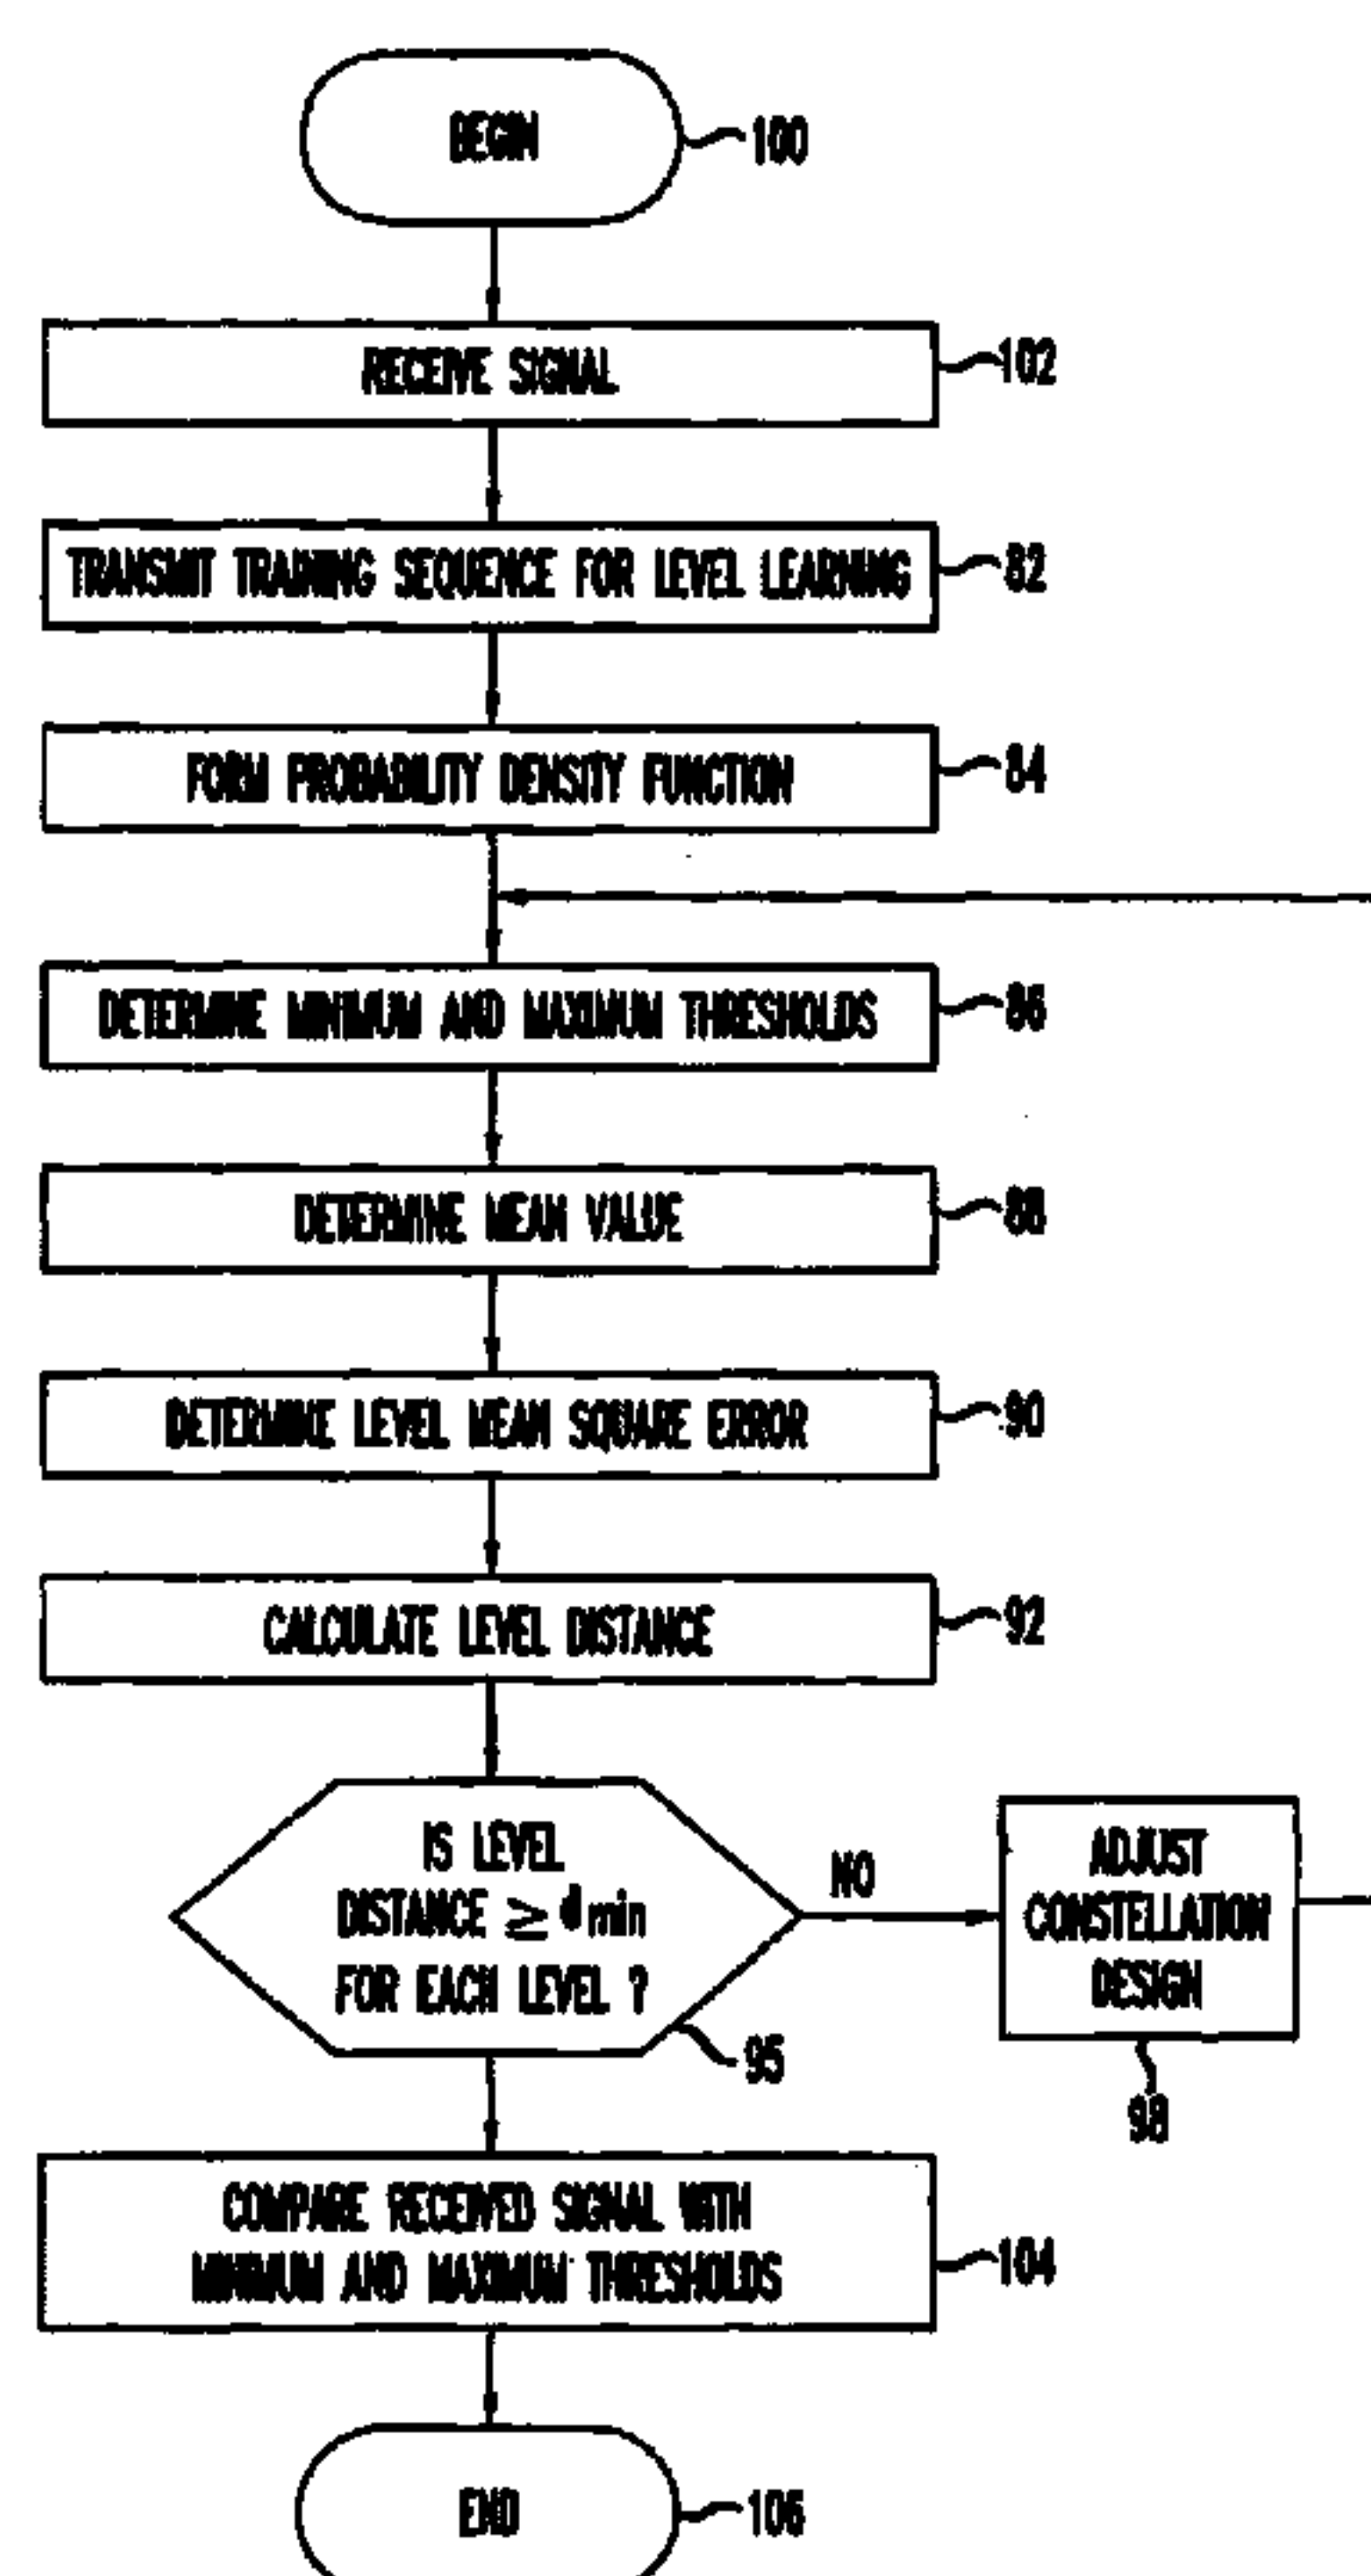 BEGIN
100
RECEIVE SIGNAL
102
TRANSMIT TRAINING SEQUENCE FOR LEVEL LEARNING
82
FORM PROBABILITY DENSITY FUNCTION
84
DETERMINE MINIMUM AND MAXIMUM THRESHOLDS
86
DETERMINE MEAN VALUE
88
DETERMINE LEVEL MEAN SQUARE ERROR
90
CALCULATE LEVEL DISTANCE
92
IS LEVEL
DISTANCE ≥ dmin
FOR EACH LEVEL ?
95
NO
ADJUST
CONSTELLATION
DESIGN
98
COMPARE RECEIVED SIGNAL WITH
MINIMUM AND MAXIMUM THRESHOLDS
104
END
106